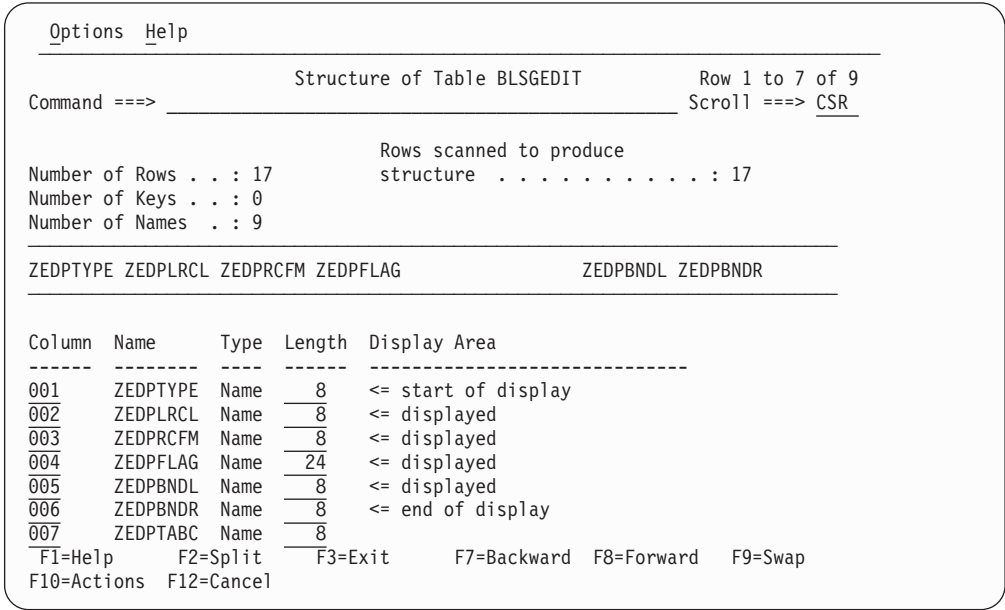 Options Help
Structure of Table BLSGEDIT Row 1 to 7 of 9
Command ===> Scroll ===> CSR
Rows scanned to produce
Number of Rows . . : 17 structure . . . . . . . . . . : 17
Number of Keys . . : 0
Number of Names . : 9
ZEDPTYPE ZEDPLRCL ZEDPRCFM ZEDPFLAG ZEDPBNDL ZEDPBNDR
Column Name Type Length Display Area
------ -------- ---- ------ ------------------------------
001 ZEDPTYPE Name 8 <= start of display
002 ZEDPLRCL Name 8 <= displayed
003 ZEDPRCFM Name 8 <= displayed
004 ZEDPFLAG Name 24 <= displayed
005 ZEDPBNDL Name 8 <= displayed
006 ZEDPBNDR Name 8 <= end of display
007 ZEDPTABC Name 8
F1=Help F2=Split F3=Exit F7=Backward F8=Forward F9=Swap
F10=Actions F12=Cancel